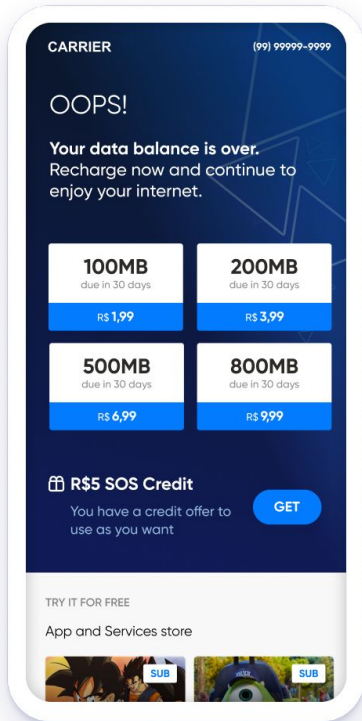 CARRIER
(99) 99999-9999
OOPS!
Your data balance is over.
Recharge now and continue to
enjoy your internet.
100MB
due in 30 days
R$ 1,99
200MB
due in 30 days
R$ 3,99
500MB
due in 30 days
R$ 6,99
800MB
due in 30 days
R$ 9,99
R$5 SOS Credit
You have a credit offer to
use as you want
GET
TRY IT FOR FREE
App and Services store
SUB
SUB